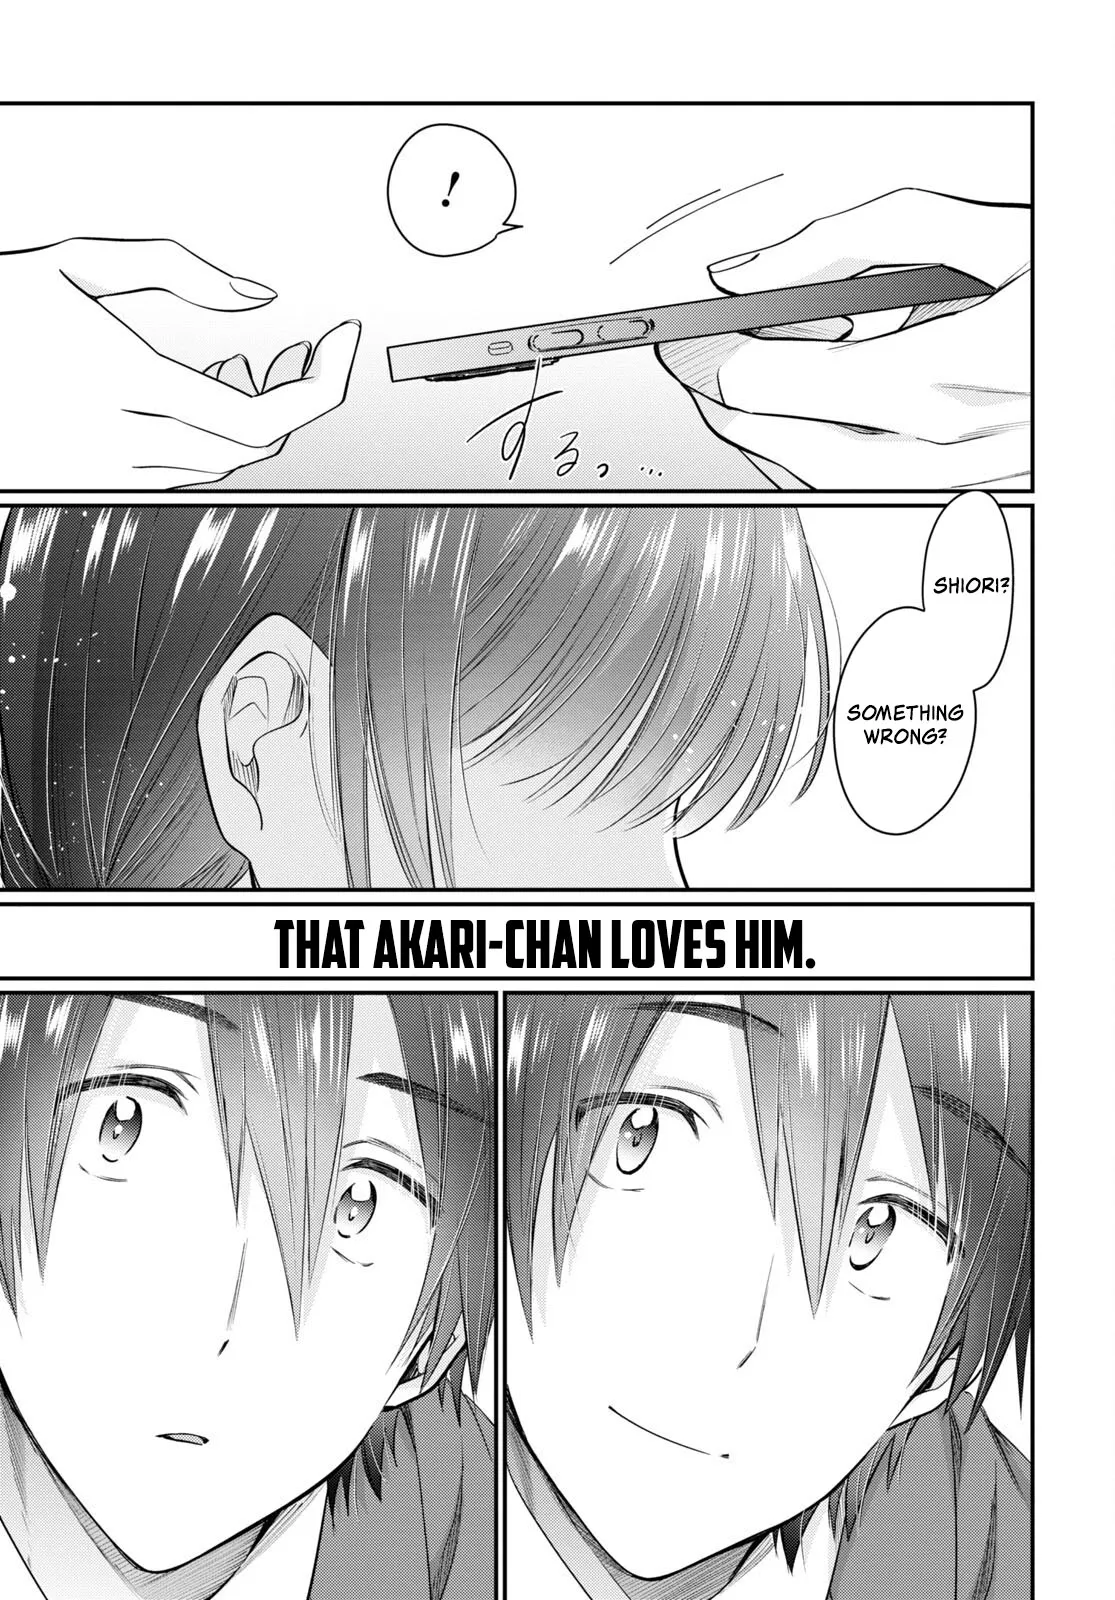 !
するっ…
SHIORI?
SOMETHING
WRONG?
THAT AKARI-CHAN LOVES HIM.